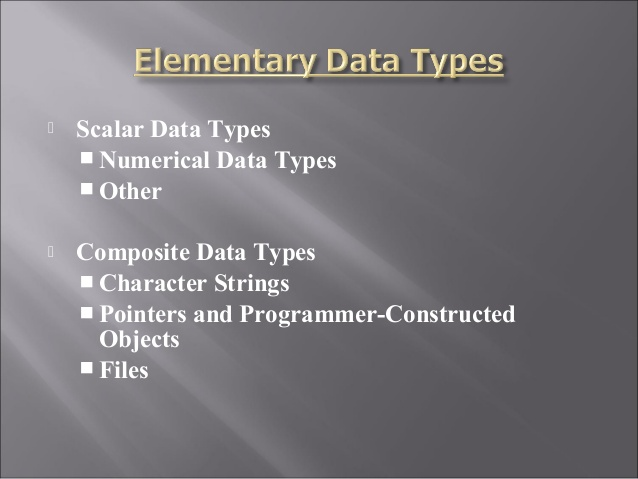 Elementary Data Types
Scalar Data Types
Numerical Data Types
Other
Composite Data Types
Character Strings
Pointers and Programmer-Constructed
Objects
Files